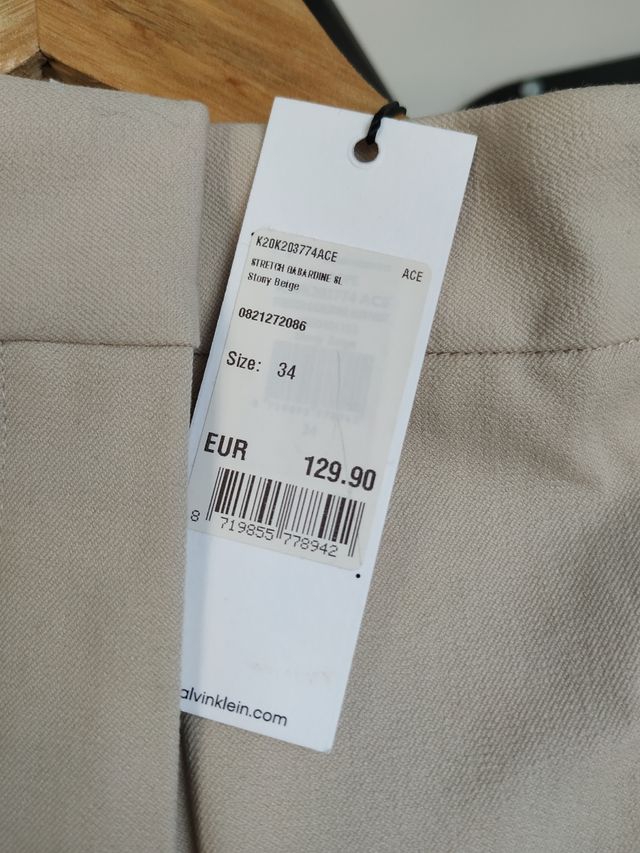 K20K203774ACE
ACE
STRETCH GABARDINE SL
Stony Beige
0821272086
Size: 34
EUR 129.90
8 719855 778942
alvinklein.com